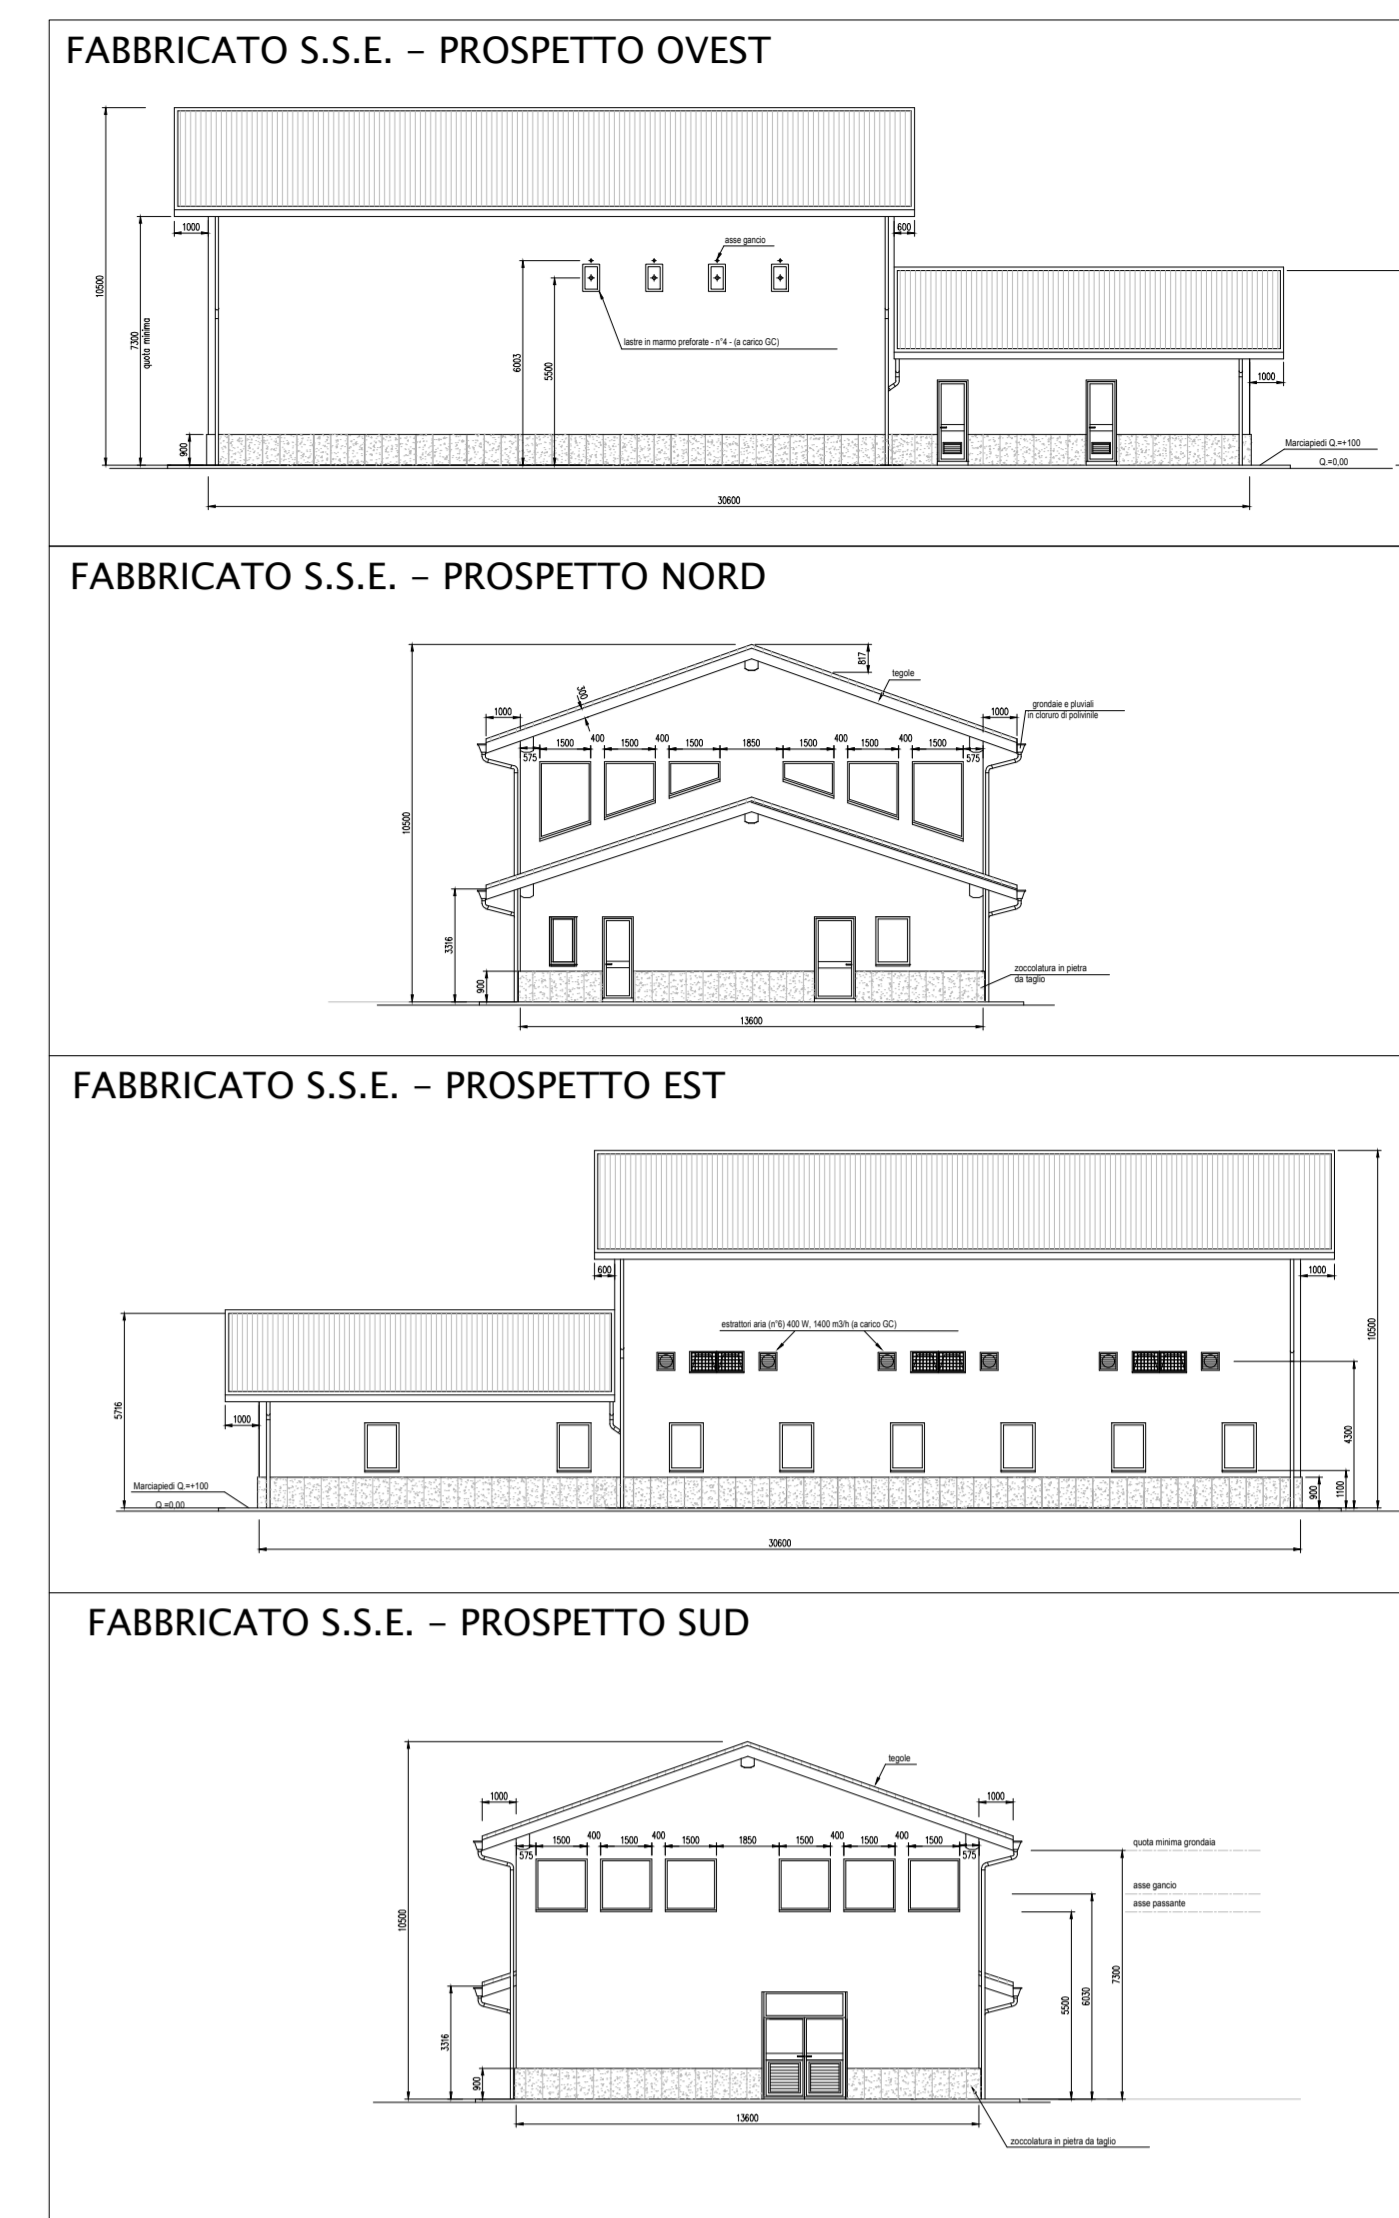 FABBRICATO S.S.E. – PROSPETTO OVEST
1000
600
asse gancio
10500
7300
quota minima
6003
5500
lastre in marmo preforate - n°4 - (a carico GC)
1000
900
Marciapiedi Q.=+100
Q.=0,00
30600
FABBRICATO S.S.E. – PROSPETTO NORD
817
tegole
300
1000
1000
grondaie e pluviali
in cloruro di polivinile
575 1500 400 1500 400 1500 1850 1500 400 1500 400 1500 575
10500
3316
900
zoccolatura in pietra
da taglio
13600
FABBRICATO S.S.E. – PROSPETTO EST
600
1000
estrattori aria (n°6) 400 W, 1400 m3/h (a carico GC)
10500
5716
1000
4300
Marciapiedi Q.=+100
Q.=0,00
900
1100
30600
FABBRICATO S.S.E. – PROSPETTO SUD
tegole
1000
1000
575 1500 400 1500 400 1500 1850 1500 400 1500 400 1500 575
quota minima grondaia
asse gancio
asse passante
10500
5500
6030
7300
3316
900
13600
zoccolatura in pietra da taglio